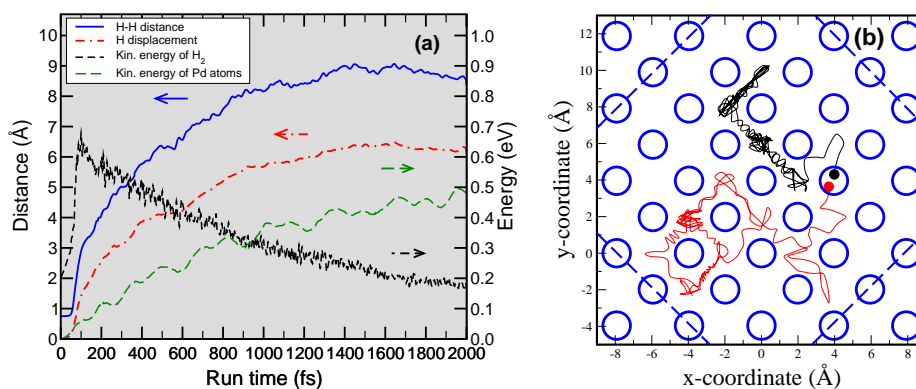 (a)
H-H distance
H displacement
Kin. energy of H2
Kin. energy of Pd atoms
Distance (Å)
10
9
8
7
6
5
4
3
2
1
0
1.0
0.9
0.8
0.7
0.6
0.5
0.4
0.3
0.2
0.1
0.0
Energy (eV)
0 200 400 600 800 1000 1200 1400 1600 1800 2000
Run time (fs)
(b)
y-coordinate (Å)
12
10
8
6
4
2
0
-2
-4
-8 -6 -4 -2 0 2 4 6 8
x-coordinate (Å)